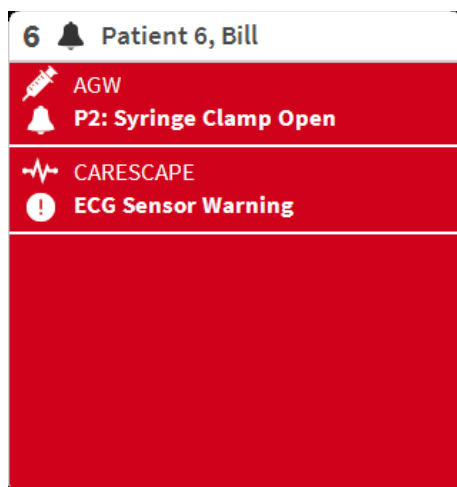 6 Patient 6, Bill
AGW
P2: Syringe Clamp Open
CARESCAPE
! ECG Sensor Warning